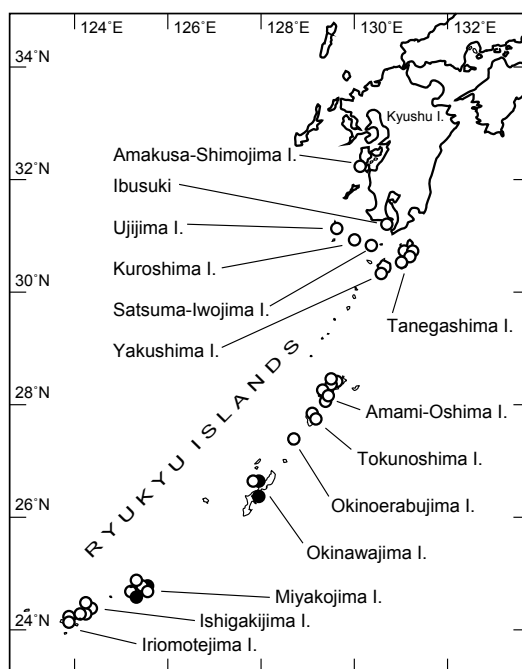 124˚E 126˚E 128˚E 130˚E 132˚E
34˚N
Kyushu I.
Amakusa-Shimojima I.
32˚N
Ibusuki
Ujijima I.
Kuroshima I.
30˚N
Satsuma-Iwojima I.
Tanegashima I.
Yakushima I.
RYUKYU ISLANDS
28˚N
Amami-Oshima I.
Tokunoshima I.
26˚N
Okinoerabujima I.
Okinawajima I.
Miyakojima I.
Ishigakijima I.
24˚N
Iriomotejima I.